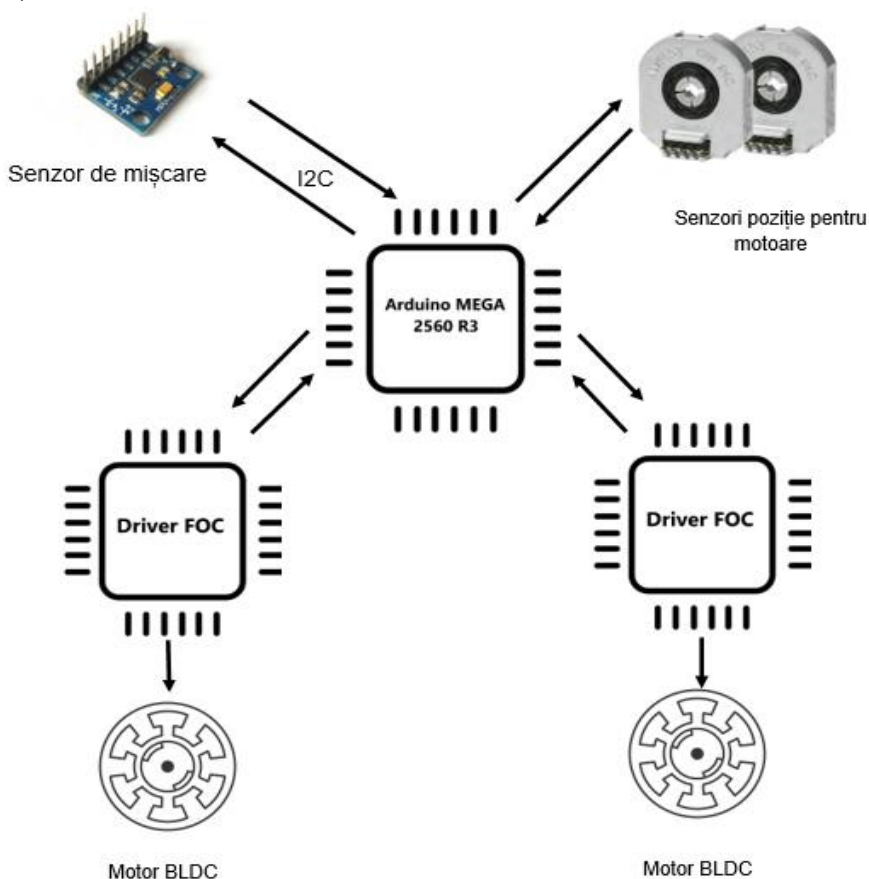 Senzor de mișcare
I2C
Senzori poziție pentru
motoare
Arduino MEGA
2560 R3
Driver FOC
Driver FOC
Motor BLDC
Motor BLDC